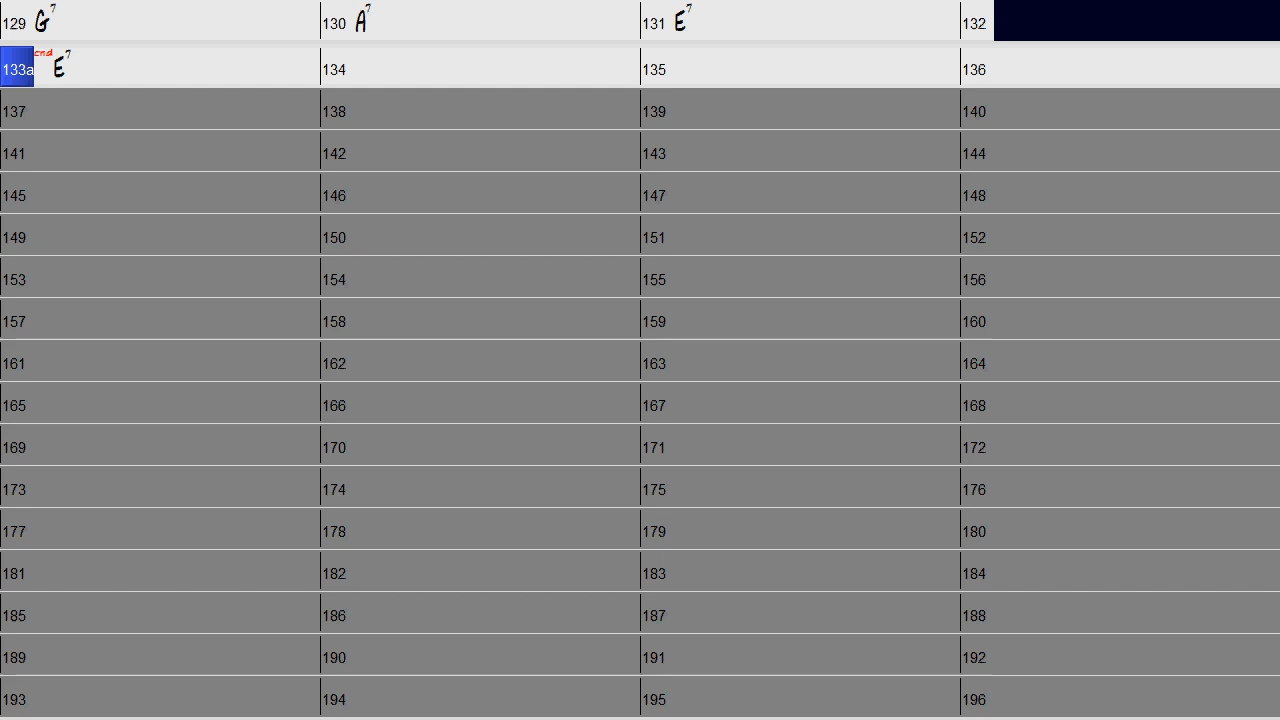 129 G7 130 A7 131 E7 132
133a end E7 134 135 136
137 138 139 140
141 142 143 144
145 146 147 148
149 150 151 152
153 154 155 156
157 158 159 160
161 162 163 164
165 166 167 168
169 170 171 172
173 174 175 176
177 178 179 180
181 182 183 184
185 186 187 188
189 190 191 192
193 194 195 196